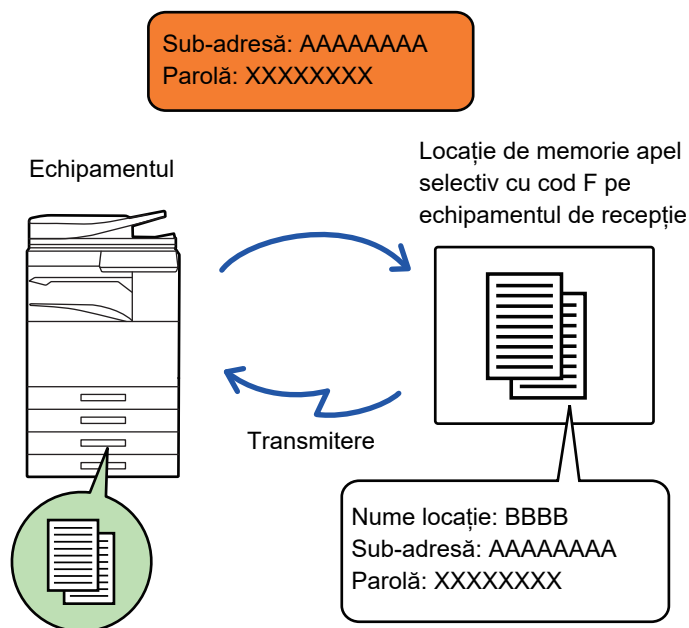 Sub-adresă: AAAAAAAA
Parolă: XXXXXXXX
Echipamentul
Locație de memorie apel
selectiv cu cod F pe
echipamentul de recepție
Transmitere
Nume locație: BBBB
Sub-adresă: AAAAAAAA
Parolă: XXXXXXXX